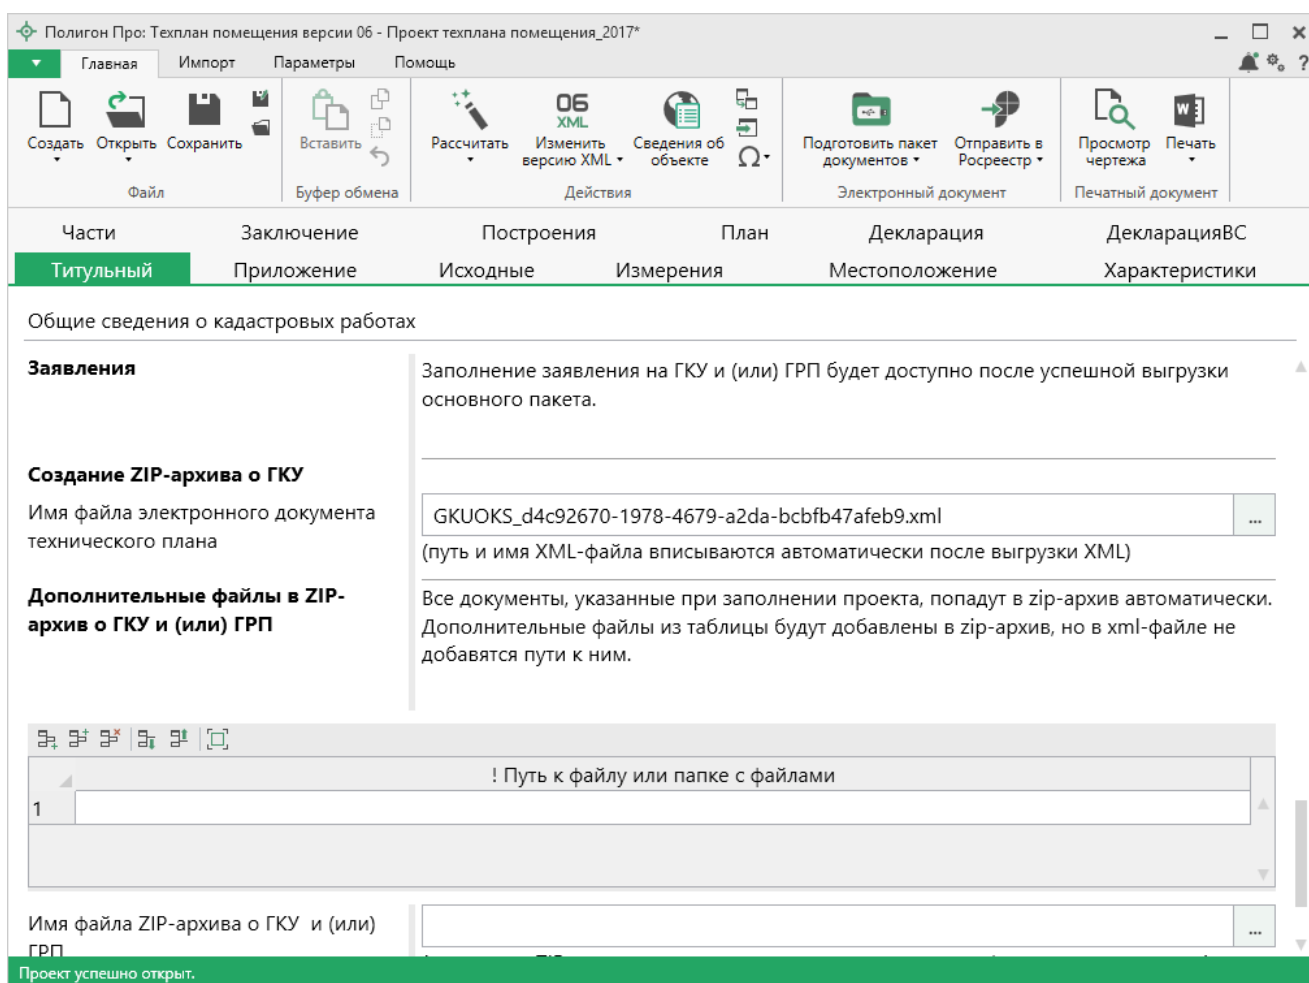 Полигон Про: Техплан помещения версии 06 - Проект техплана помещения_2017*
Главная Импорт Параметры Помощь
?
06
XML
W
Создать Открыть Сохранить Вставить Рассчитать Изменить версию XML Сведения об объекте Подготовить пакет документов Отправить в Росреестр Просмотр чертежа Печать
Ω
Файл Буфер обмена Действия Электронный документ Печатный документ
Части Заключение Построения План Декларация ДекларацияВС
Титульный Приложение Исходные Измерения Местоположение Характеристики
Общие сведения о кадастровых работах
Заявления
Заполнение заявления на ГКУ и (или) ГРП будет доступно после успешной выгрузки
основного пакета.
Создание ZIP-архива о ГКУ
Имя файла электронного документа
технического плана
GKUOKS_d4c92670-1978-4679-a2da-bcbfb47afeb9.xml
...
(путь и имя XML-файла вписываются автоматически после выгрузки XML)
Дополнительные файлы в ZIP-
архив о ГКУ и (или) ГРП
Все документы, указанные при заполнении проекта, попадут в zip-архив автоматически.
Дополнительные файлы из таблицы будут добавлены в zip-архив, но в xml-файле не
добавятся пути к ним.
! Путь к файлу или папке с файлами
1
Имя файла ZIP-архива о ГКУ и (или)
ГРП
...
Проект успешно открыт.